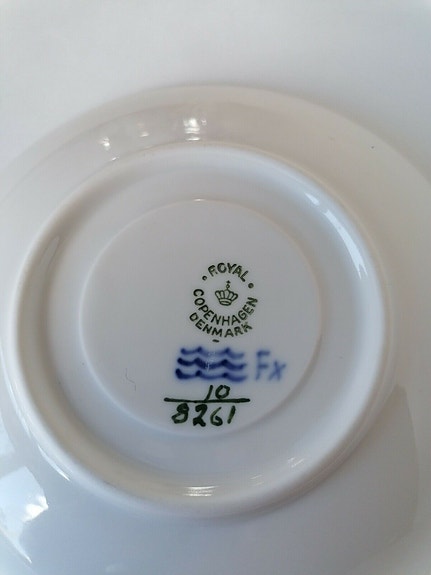 ROYAL
COPENHAGEN
DENMARK
Fx
10
8261